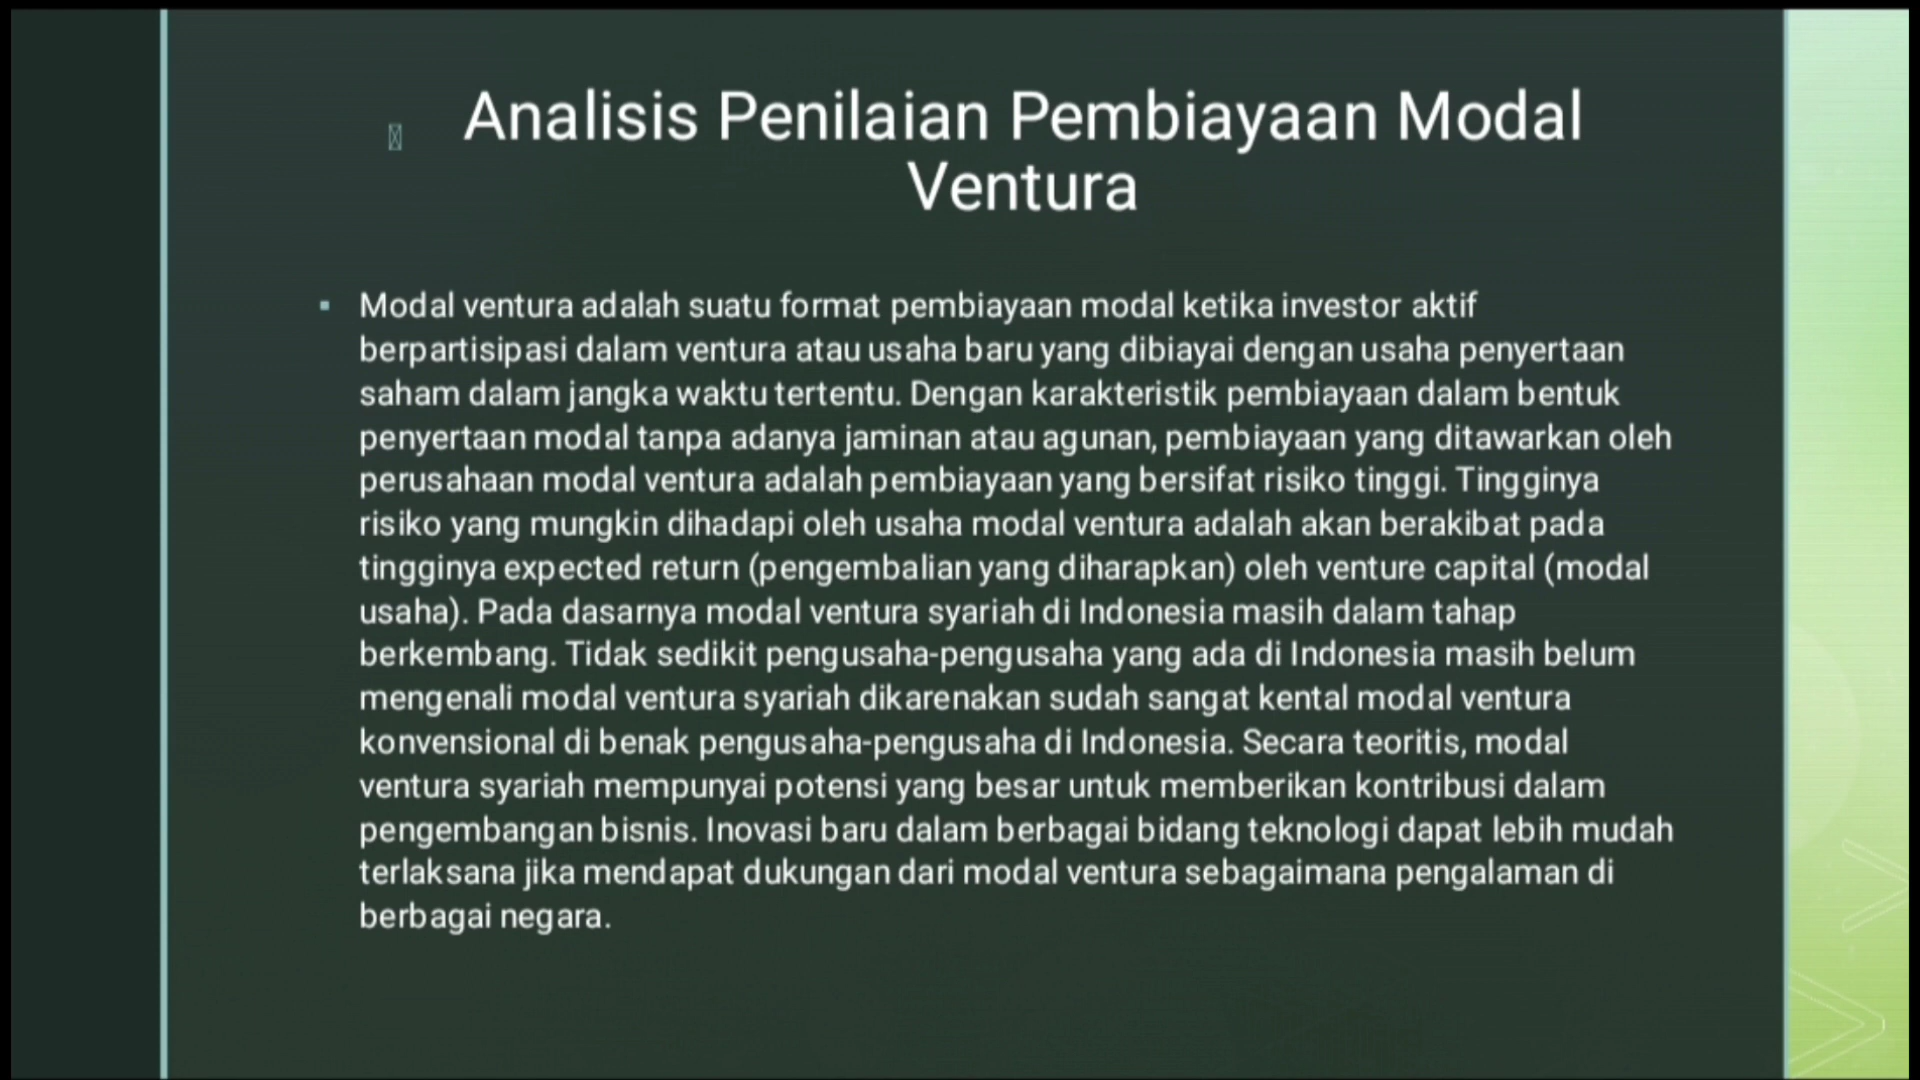 Analisis Penilaian Pembiayaan Modal
Ventura
Modal ventura adalah suatu format pembiayaan modal ketika investor aktif
berpartisipasi dalam ventura atau usaha baru yang dibiayai dengan usaha penyertaan
saham dalam jangka waktu tertentu. Dengan karakteristik pembiayaan dalam bentuk
penyertaan modal tanpa adanya jaminan atau agunan, pembiayaan yang ditawarkan oleh
perusahaan modal ventura adalah pembiayaan yang bersifat risiko tinggi. Tingginya
risiko yang mungkin dihadapi oleh usaha modal ventura adalah akan berakibat pada
tingginya expected return (pengembalian yang diharapkan) oleh venture capital (modal
usaha). Pada dasarnya modal ventura syariah di Indonesia masih dalam tahap
berkembang. Tidak sedikit pengusaha-pengusaha yang ada di Indonesia masih belum
mengenali modal ventura syariah dikarenakan sudah sangat kental modal ventura
konvensional di benak pengusaha-pengusaha di Indonesia. Secara teoritis, modal
ventura syariah mempunyai potensi yang besar untuk memberikan kontribusi dalam
pengembangan bisnis. Inovasi baru dalam berbagai bidang teknologi dapat lebih mudah
terlaksana jika mendapat dukungan dari modal ventura sebagaimana pengalaman di
berbagai negara.